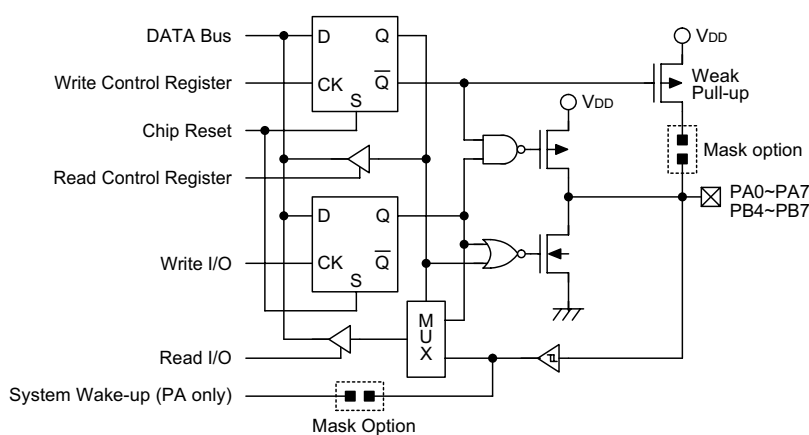 DATA Bus
D
Q
VDD
Write Control Register
CK
Q
Weak
Pull-up
S
VDD
Chip Reset
Mask option
Read Control Register
PA0~PA7
PB4~PB7
D
Q
Write I/O
CK
Q
S
M
U
X
Read I/O
System Wake-up (PA only)
Mask Option